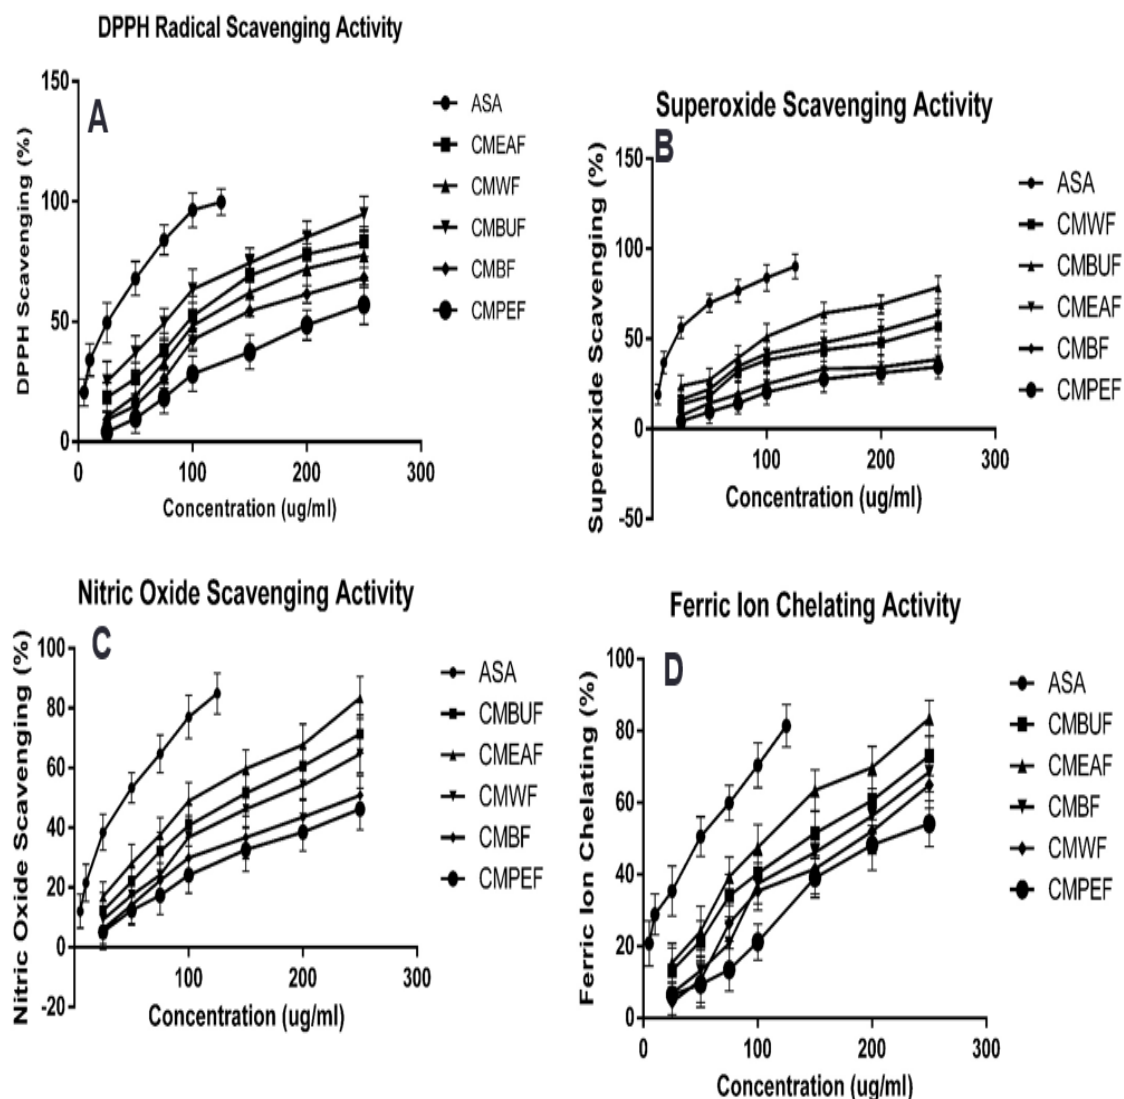 DPPH Radical Scavenging Activity
A
DPPH Scavenging (%)
150
100
50
0
0 100 200 300
Concentration (ug/ml)
ASA
CMEAF
CMWF
CMBUF
CMBF
CMPEF
Superoxide Scavenging Activity
B
Superoxide Scavenging (%)
150
100
50
0
-50
100 200 300
Concentration (ug/ml)
ASA
CMWF
CMBUF
CMEAF
CMBF
CMPEF
Nitric Oxide Scavenging Activity
C
Nitric Oxide Scavenging (%)
100
80
60
40
20
0
-20
100 200 300
Concentration (ug/ml)
ASA
CMBUF
CMEAF
CMWF
CMBF
CMPEF
Ferric Ion Chelating Activity
D
Ferric Ion Chelating (%)
100
80
60
40
20
0
0 100 200 300
Concentration (ug/ml)
ASA
CMBUF
CMEAF
CMBF
CMWF
CMPEF